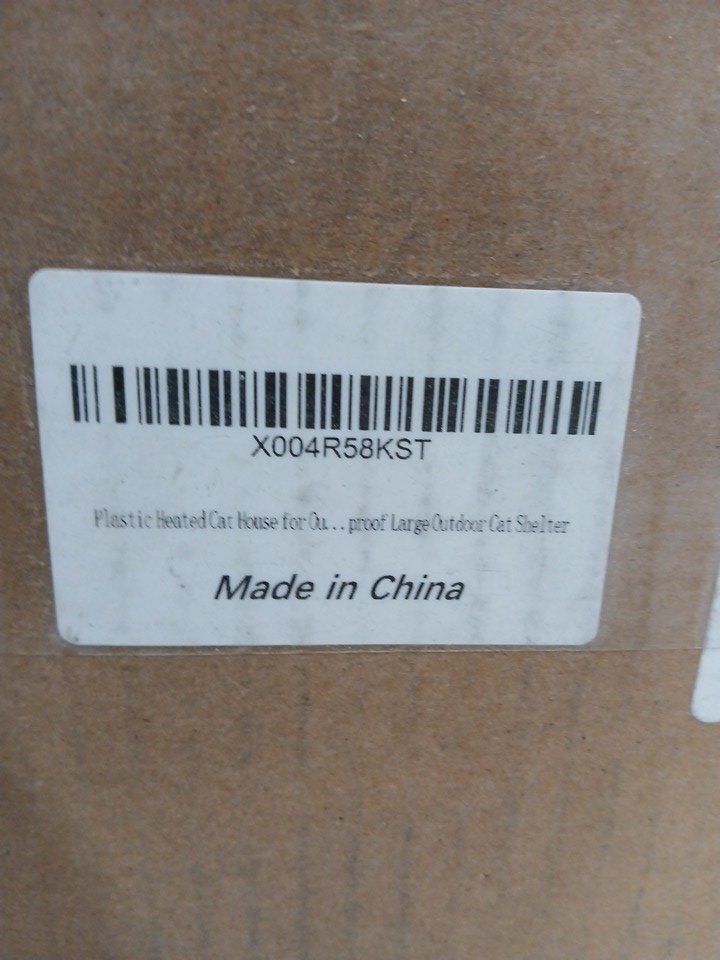 X004R58KST
Plastic Heated Cat House for Ou...proof Large Outdoor Cat Shelter
Made in China